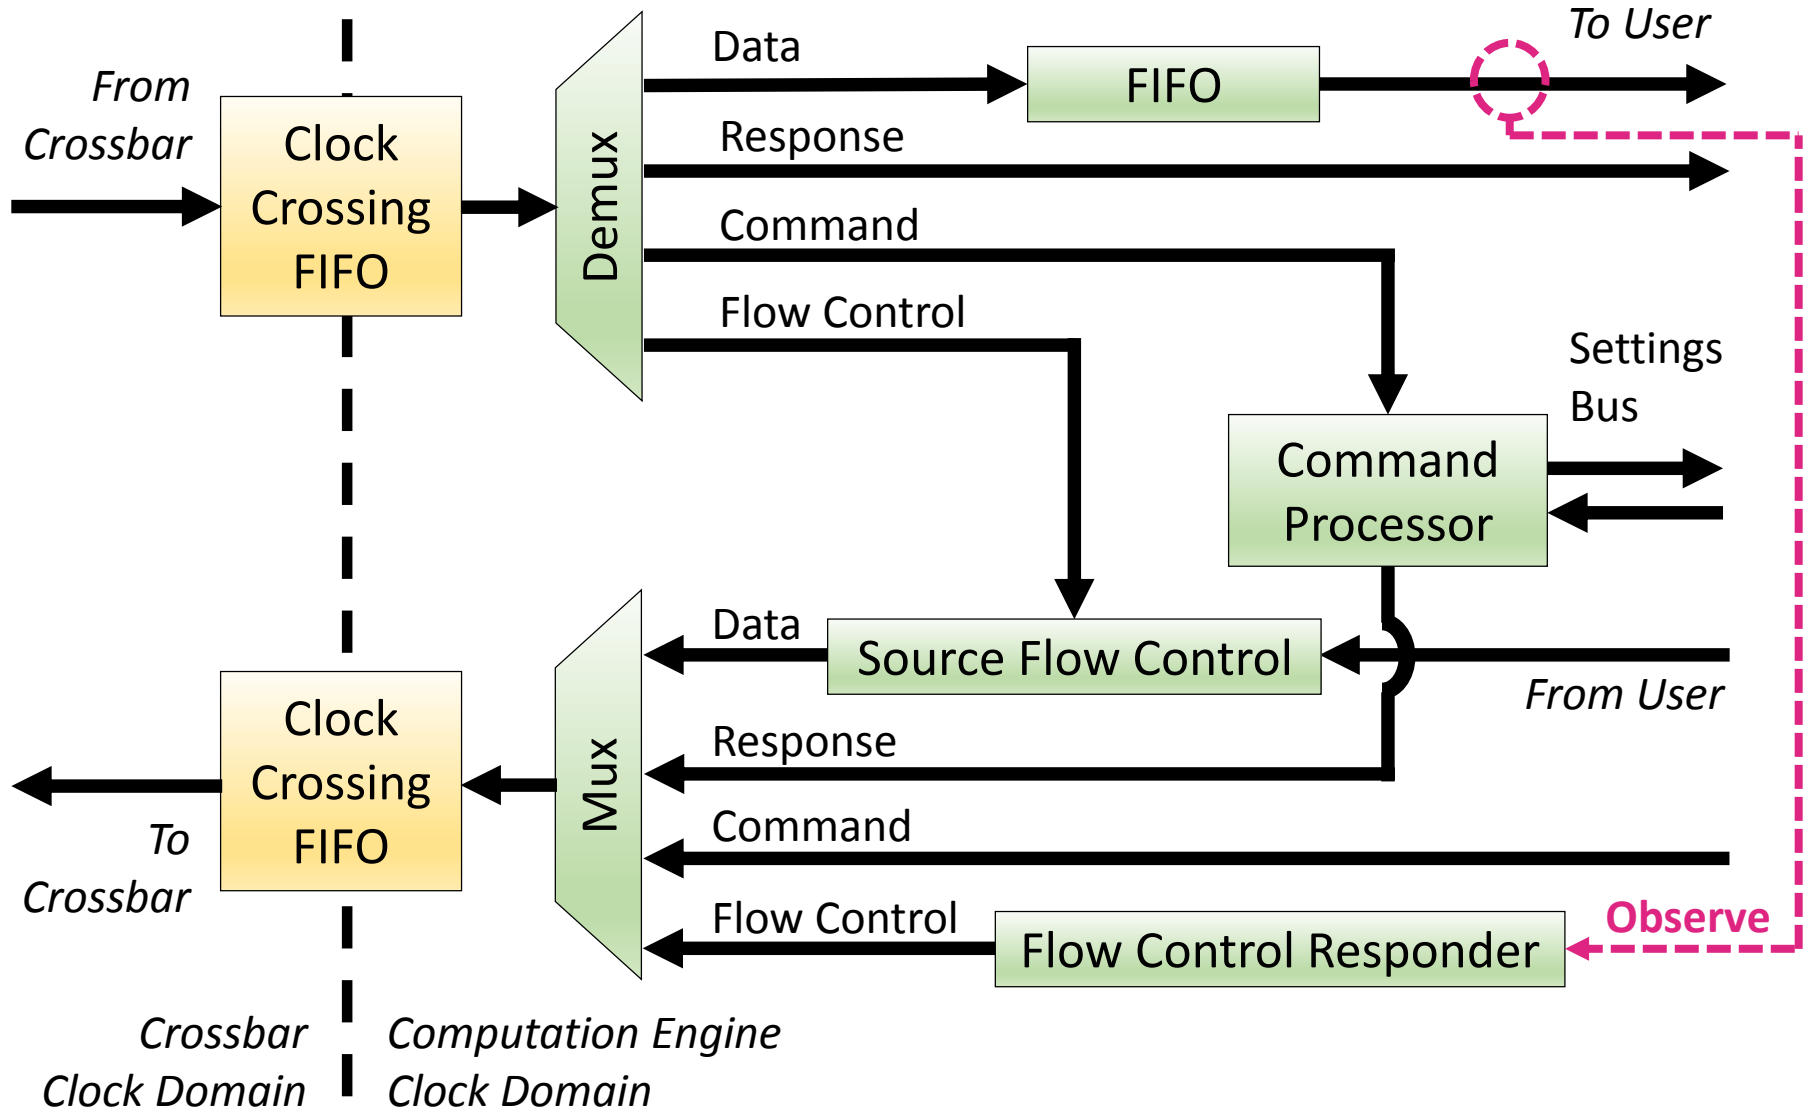 To User
From
Crossbar
Clock
Crossing
FIFO
Demux
Data
FIFO
Response
Command
Flow Control
Settings
Bus
Command
Processor
Data
Source Flow Control
From User
Clock
Crossing
FIFO
Mux
Response
Command
To
Crossbar
Flow Control
Flow Control Responder
Observe
Crossbar
Clock Domain
Computation Engine
Clock Domain